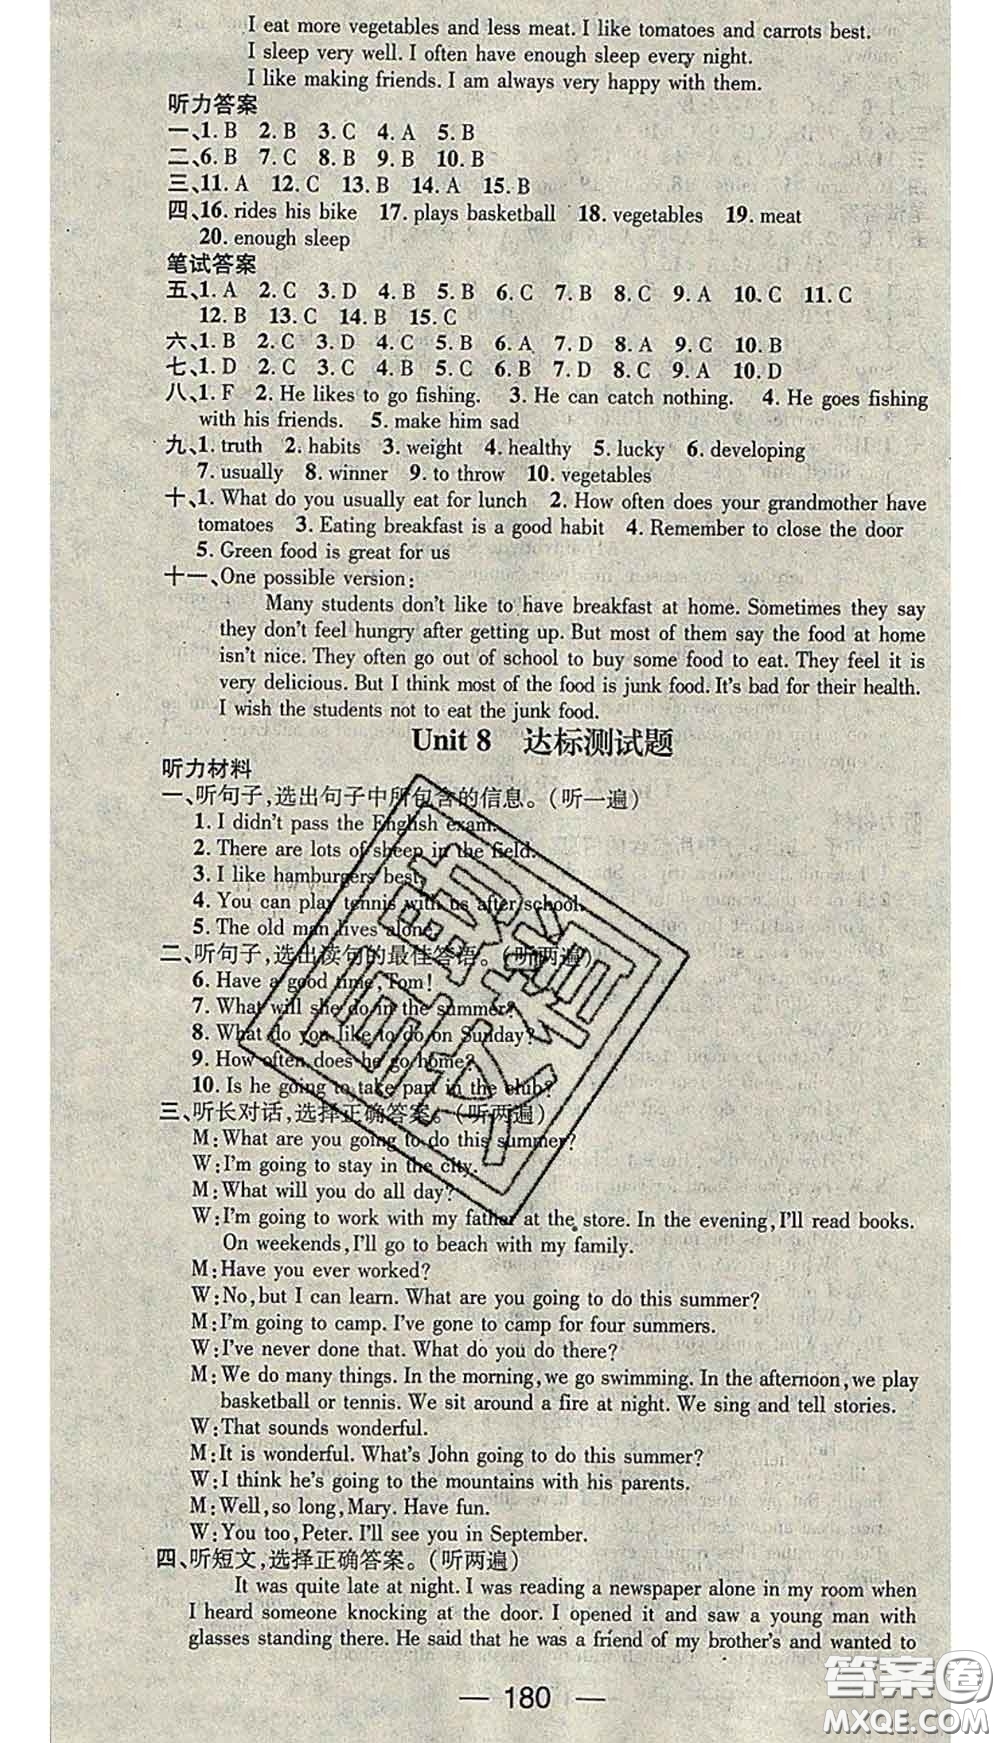 I eat more vegetables and less meat. I like tomatoes and carrots best.
I sleep very well. I often have enough sleep every night.
I like making friends. I am always very happy with them.
听力答案
一、1. B 2. B 3. C 4. A 5. B
二、6. B 7. C 8. B 9. B 10. B
三、11. A 12. C 13. B 14. A 15. B
四、16. rides his bike 17. plays basketball 18. vegetables 19. meat
20. enough sleep
笔试答案
五、1. A 2. C 3. D 4. B 5. B 6. C 7. B 8. C 9. A 10. C 11. C
12. B 13. C 14. B 15. C
六、1. B 2. C 3. D 4. C 5. B 6. A 7. D 8. A 9. C 10. B
七、1. D 2. C 3. C 4. B 5. C 6. B 7. D 8. C 9. A 10. D
八、1. F 2. He likes to go fishing. 3. He can catch nothing. 4. He goes fishing
with his friends. 5. make him sad
九、1. truth 2. habits 3. weight 4. healthy 5. lucky 6. developing
7. usually 8. winner 9. to throw 10. vegetables
十、1. What do you usually eat for lunch 2. How often does your grandmother have
tomatoes 3. Eating breakfast is a good habit 4. Remember to close the door
5. Green food is great for us
十一、One possible version:
Many students don't like to have breakfast at home. Sometimes they say
they don't feel hungry after getting up. But most of them say the food at home
isn't nice. They often go out of school to buy some food to eat. They feel it is
very delicious. But I think most of the food is junk food. It's bad for their health.
I wish the students not to eat the junk food.
Unit 8 达标测试题
听力材料
一、听句子,选出句子中所包含的信息。(听一遍)
1. I didn't pass the English exam.
2. There are lots of sheep in the field.
3. I like hamburgers best.
4. You can play tennis with us after school.
5. The old man lives alone.
二、听句子,选出读句的最佳答语。(听两遍)
6. Have a good time, Tom!
7. What will she do in the summer?
8. What do you like to do on Sunday?
9. How often does he go home?
10. Is he going to take part in the club?
三、听长对话,选择正确答案。(听两遍)
M: What are you going to do this summer?
W: I'm going to stay in the city.
M: What will you do all day?
W: I'm going to work with my father at the store. In the evening, I'll read books.
On weekends, I'll go to beach with my family.
M: Have you ever worked?
W: No, but I can learn. What are you going to do this summer?
M: I'm going to camp. I've gone to camp for four summers.
W: I've never done that. What do you do there?
M: We do many things. In the morning, we go swimming. In the afternoon, we play
basketball or tennis. We sit around a fire at night. We sing and tell stories.
W: That sounds wonderful.
M: It is wonderful. What's John going to do this summer?
W: I think he's going to the mountains with his parents.
M: Well, so long, Mary. Have fun.
W: You too, Peter. I'll see you in September.
四、听短文,选择正确答案。(听两遍)
It was quite late at night. I was reading a newspaper alone in my room when
I heard someone knocking at the door. I opened it and saw a young man with
glasses standing there. He said that he was a friend of my brother's and wanted to
— 180 —
答案圈
MXQE.COM